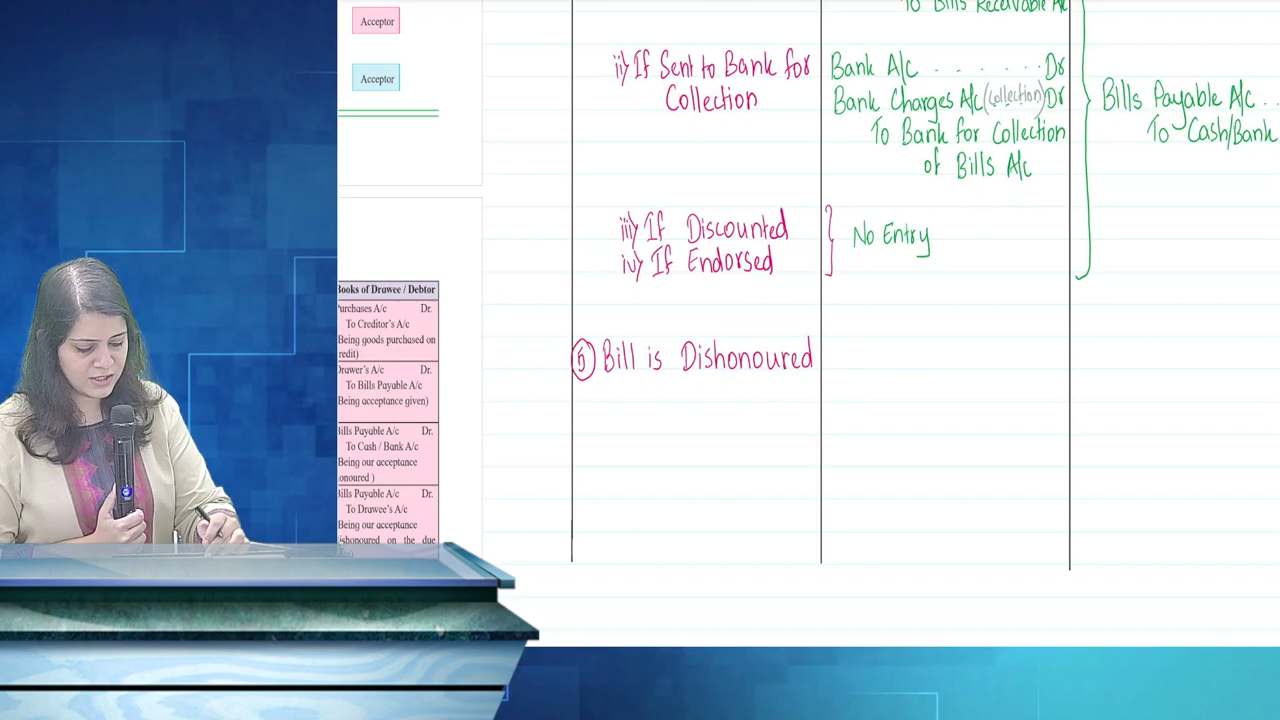 Acceptor
Acceptor
Books of Drawee / Debtor
Purchases A/c Dr.
To Creditor's A/c
Being goods purchased on
redit)
Drawer's A/c Dr.
To Bills Payable A/c
Being acceptance given)
Bills Payable A/c Dr.
To Cash / Bank A/c
Being our acceptance
onoured )
Bills Payable A/c Dr.
To Drawee's A/c
Being our acceptance
ishonoured on the due
To Bills Receivable A/c
ii) If Sent to Bank for
Collection
Bank A/c . . . . . . . Dr
Bank Charges A/c (collection) Dr
To Bank for Collection
of Bills A/c
iii) If Discounted
iv) If Endorsed
No Entry
Bills Payable A/c ..
To Cash/Bank
5 Bill is Dishonoured